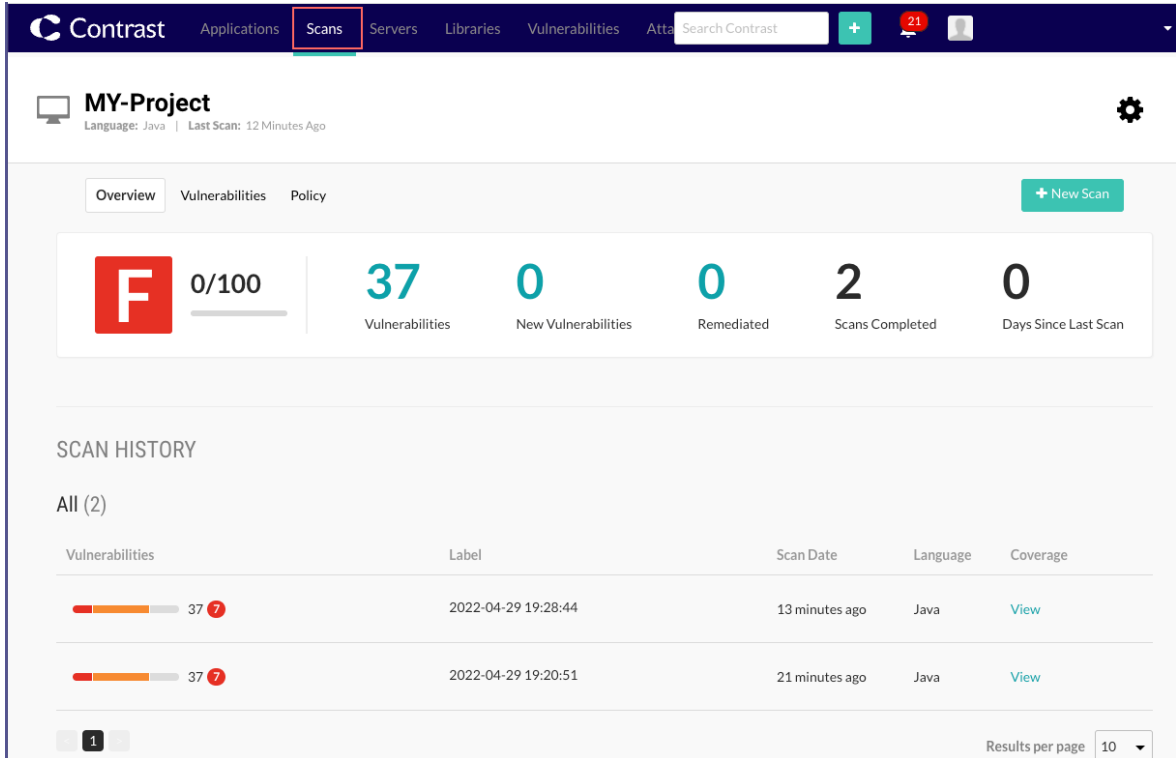 Contrast Applications Scans Servers Libraries Vulnerabilities Atta Search Contrast + 21
MY-Project
Language: Java | Last Scan: 12 Minutes Ago
Overview Vulnerabilities Policy + New Scan
F 0/100 37 0 0 2 0
Vulnerabilities New Vulnerabilities Remediated Scans Completed Days Since Last Scan
SCAN HISTORY
All (2)
Vulnerabilities Label Scan Date Language Coverage
37 7 2022-04-29 19:28:44 13 minutes ago Java View
37 7 2022-04-29 19:20:51 21 minutes ago Java View
< 1 > Results per page 10